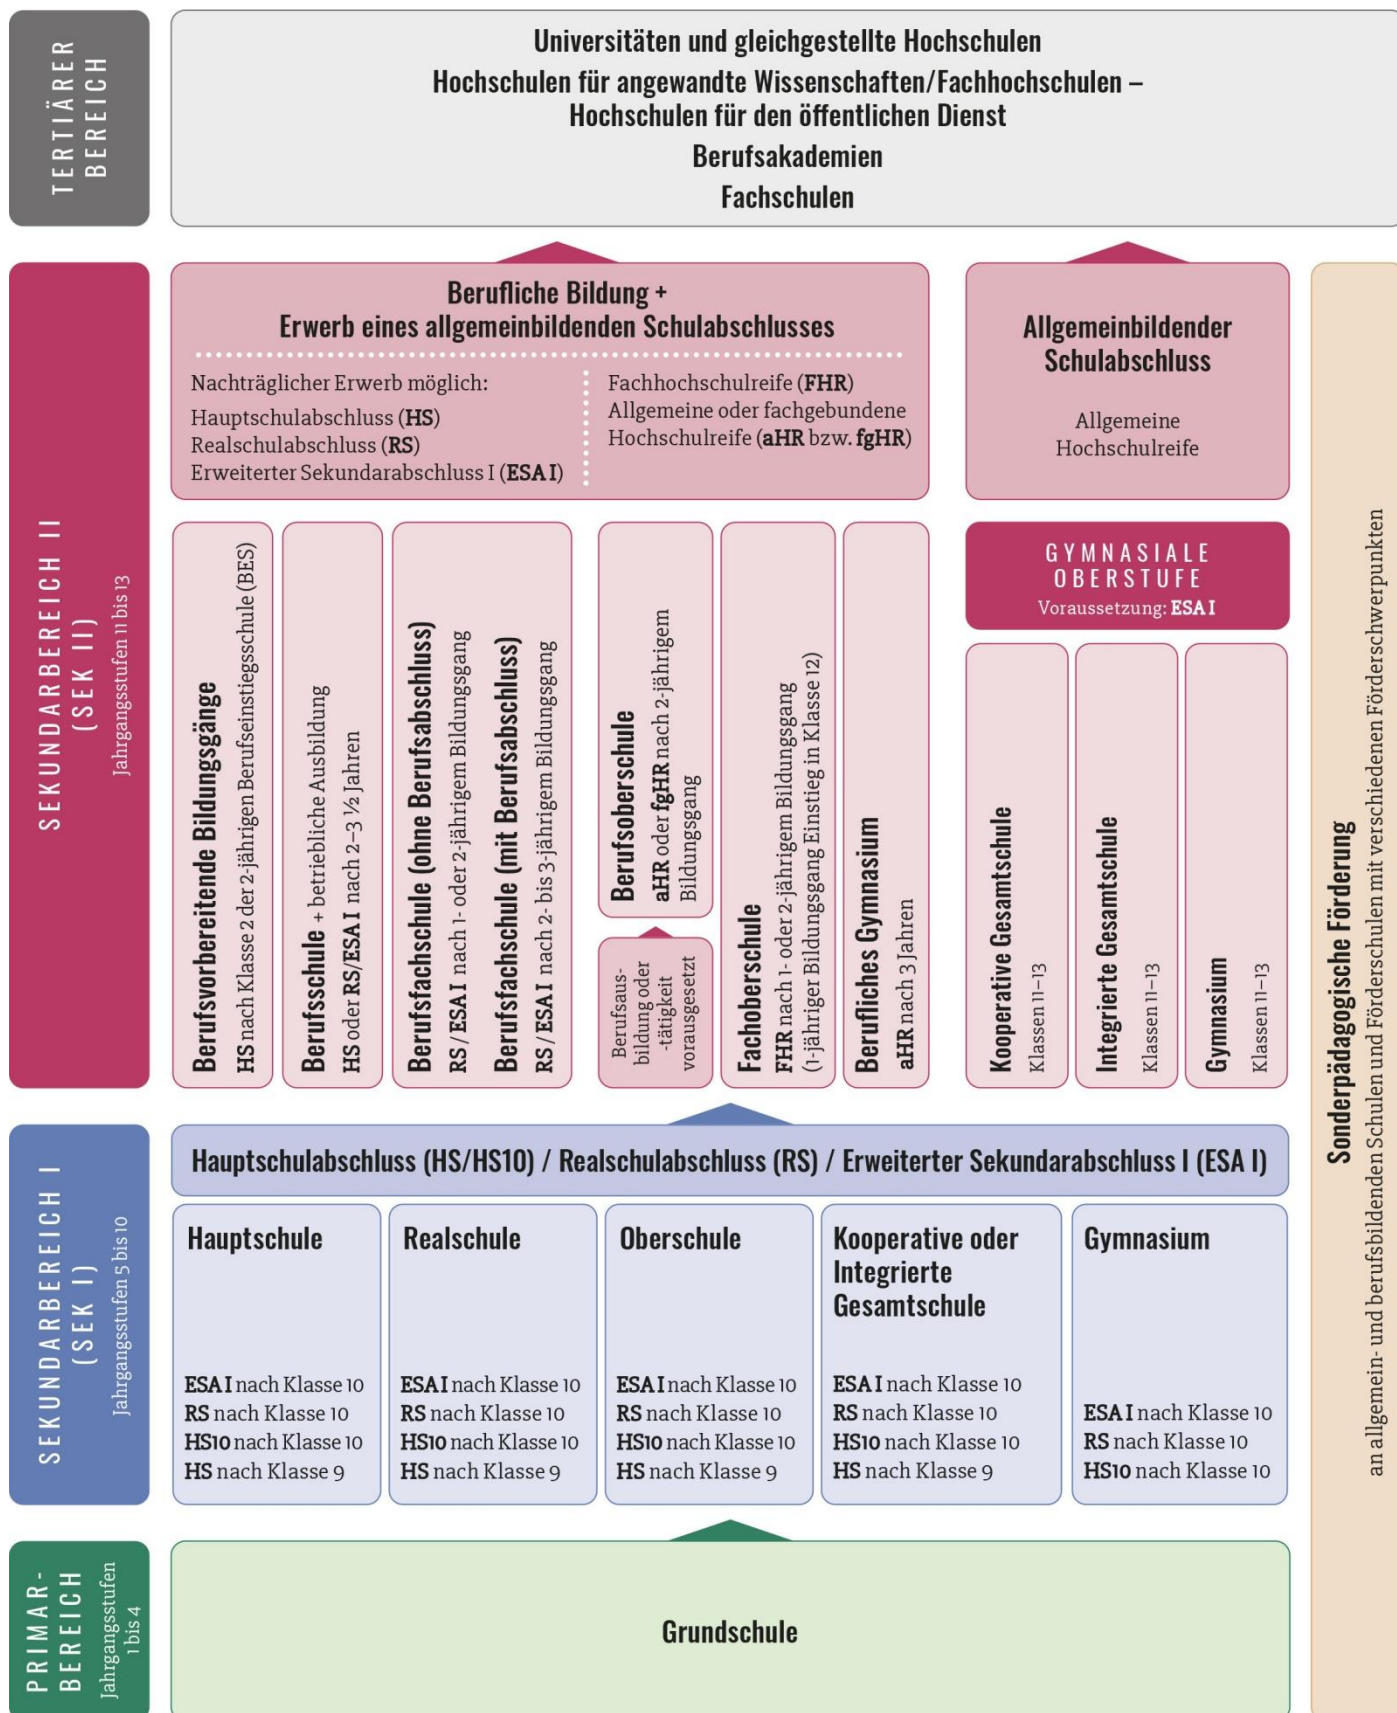 TERTIÄRER
BEREICH
Universitäten und gleichgestellte Hochschulen
Hochschulen für angewandte Wissenschaften/Fachhochschulen –
Hochschulen für den öffentlichen Dienst
Berufsakademien
Fachschulen
SEKUNDARBEREICH II
(SEK II)
Jahrgangsstufen 11 bis 13
Berufliche Bildung +
Erwerb eines allgemeinbildenden Schulabschlusses
Nachträglicher Erwerb möglich:
Hauptschulabschluss (HS)
Realschulabschluss (RS)
Erweiterter Sekundarabschluss I (ESA I)
Fachhochschulreife (FHR)
Allgemeine oder fachgebundene
Hochschulreife (aHR bzw. fgHR)
Allgemeinbildender
Schulabschluss
Allgemeine
Hochschulreife
Berufsvorbereitende Bildungsgänge
HS nach Klasse 2 der 2-jährigen Berufseinstiegsschule (BES)
Berufsschule + betriebliche Ausbildung
HS oder RS/ESA I nach 2–3 ½ Jahren
Berufsfachschule (ohne Berufsabschluss)
RS / ESA I nach 1- oder 2-jährigem Bildungsgang
Berufsfachschule (mit Berufsabschluss)
RS / ESA I nach 2- bis 3-jährigem Bildungsgang
Berufsoberschule
aHR oder fgHR nach 2-jährigem
Bildungsgang
Berufsaus-
bildung oder
-tätigkeit
vorausgesetzt
Fachoberschule
FHR nach 1- oder 2-jährigem Bildungsgang
(1-jähriger Bildungsgang Einstieg in Klasse 12)
Berufliches Gymnasium
aHR nach 3 Jahren
GYMNASIALE
OBERSTUFE
Voraussetzung: ESA I
Kooperative Gesamtschule
Klassen 11–13
Integrierte Gesamtschule
Klassen 11–13
Gymnasium
Klassen 11–13
Sonderpädagogische Förderung
an allgemein- und berufsbildenden Schulen und Förderschulen mit verschiedenen Förderschwerpunkten
SEKUNDARBEREICH I
(SEK I)
Jahrgangsstufen 5 bis 10
Hauptschulabschluss (HS/HS10) / Realschulabschluss (RS) / Erweiterter Sekundarabschluss I (ESA I)
Hauptschule
ESA I nach Klasse 10
RS nach Klasse 10
HS10 nach Klasse 10
HS nach Klasse 9
Realschule
ESA I nach Klasse 10
RS nach Klasse 10
HS10 nach Klasse 10
HS nach Klasse 9
Oberschule
ESA I nach Klasse 10
RS nach Klasse 10
HS10 nach Klasse 10
HS nach Klasse 9
Kooperative oder
Integrierte
Gesamtschule
ESA I nach Klasse 10
RS nach Klasse 10
HS10 nach Klasse 10
HS nach Klasse 9
Gymnasium
ESA I nach Klasse 10
RS nach Klasse 10
HS10 nach Klasse 10
PRIMAR-
BEREICH
Jahrgangsstufen
1 bis 4
Grundschule